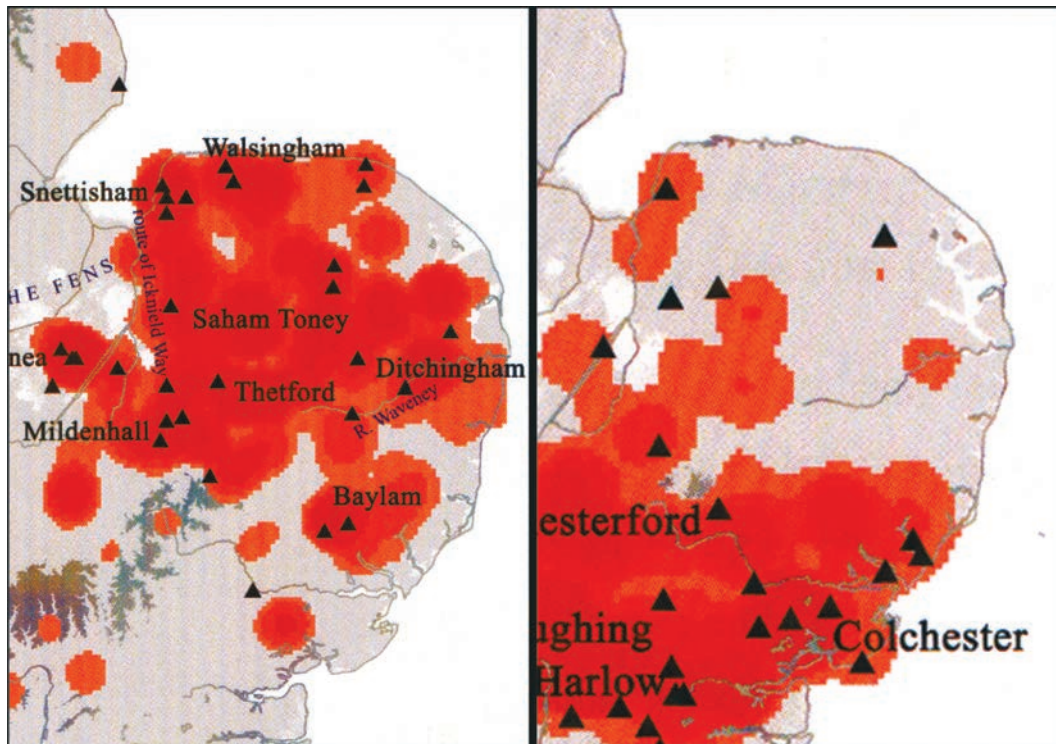 Walsingham
Snettisham
route of Icknield Way
HE FENS
Saham Toney
nea
Ditchingham
Thetford
R. Waveney
Mildenhall
Baylam
esterford
ughing
Colchester
Harlow